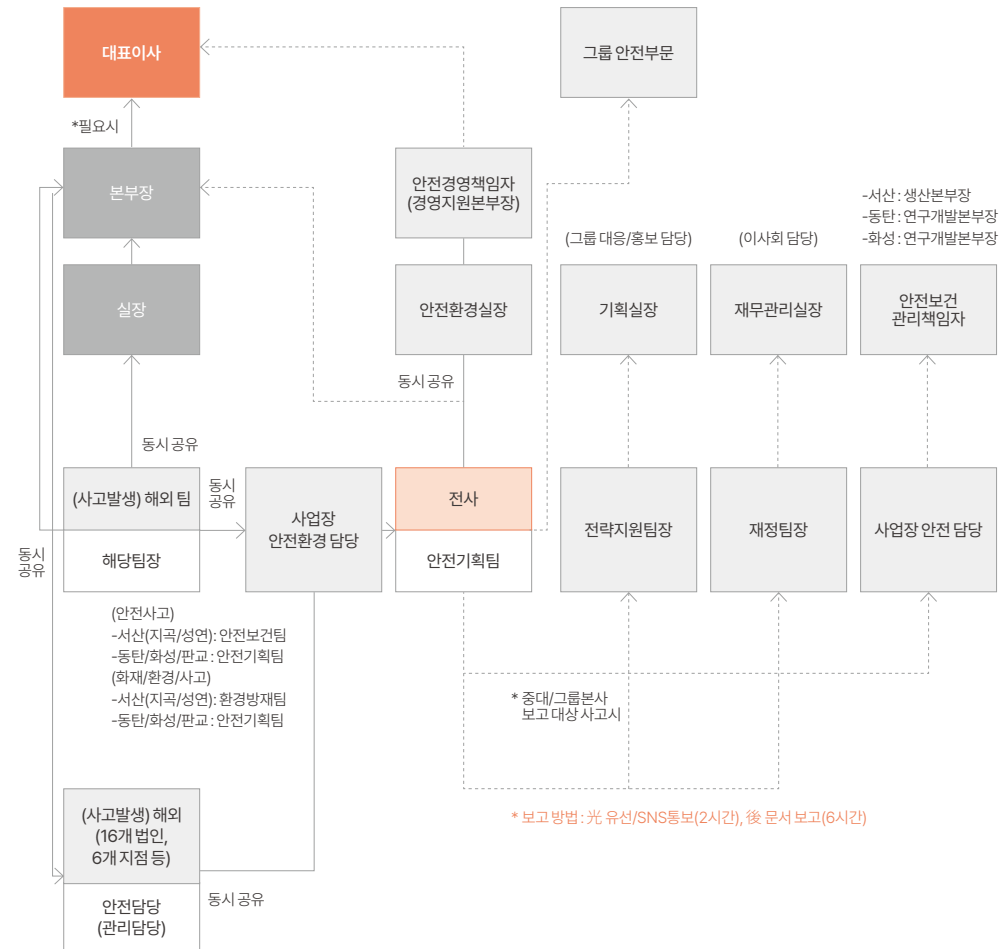 대표이사
그룹 안전부문
*필요시
본부장
안전경영책임자
(경영지원본부장)
-서산 : 생산본부장
-동탄 : 연구개발본부장
-화성 : 연구개발본부장
(그룹 대응/홍보 담당)
(이사회 담당)
실장
안전환경실장
기획실장
재무관리실장
안전보건
관리책임자
동시 공유
동시 공유
(사고발생) 해외 팀
해당팀장
동시
공유
사업장
안전환경 담당
전사
안전기획팀
전략지원팀장
재정팀장
사업장 안전 담당
동시
공유
(안전사고)
-서산(지곡/성연) : 안전보건팀
-동탄/화성/판교 : 안전기획팀
(화재/환경/사고)
-서산(지곡/성연) : 환경방재팀
-동탄/화성/판교 : 안전기획팀
* 중대/그룹본사
보고 대상 사고시
(사고발생) 해외
(16개 법인,
6개 지점 등)
안전담당
(관리담당)
동시 공유
* 보고 방법 : 光 유선/SNS통보(2시간), 後 문서 보고(6시간)